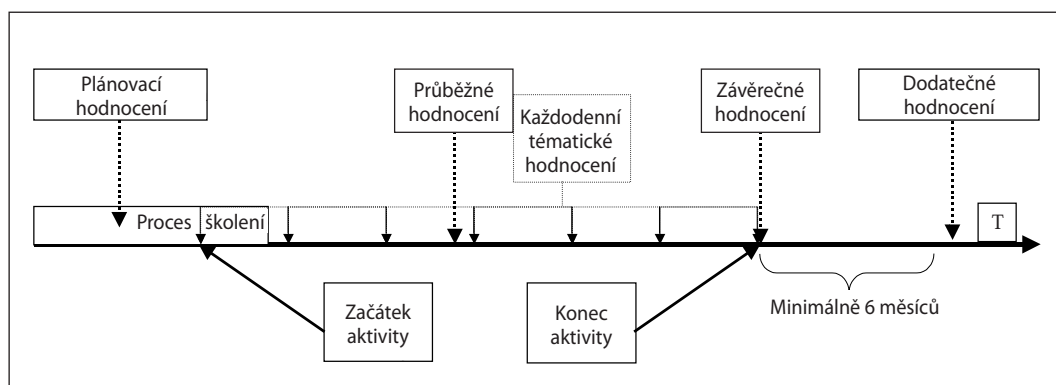 Plánovací
hodnocení
Průběžné
hodnocení
Každodenní
tématické
hodnocení
Závěrečné
hodnocení
Dodatečné
hodnocení
Proces školení
T
Začátek
aktivity
Konec
aktivity
Minimálně 6 měsíců